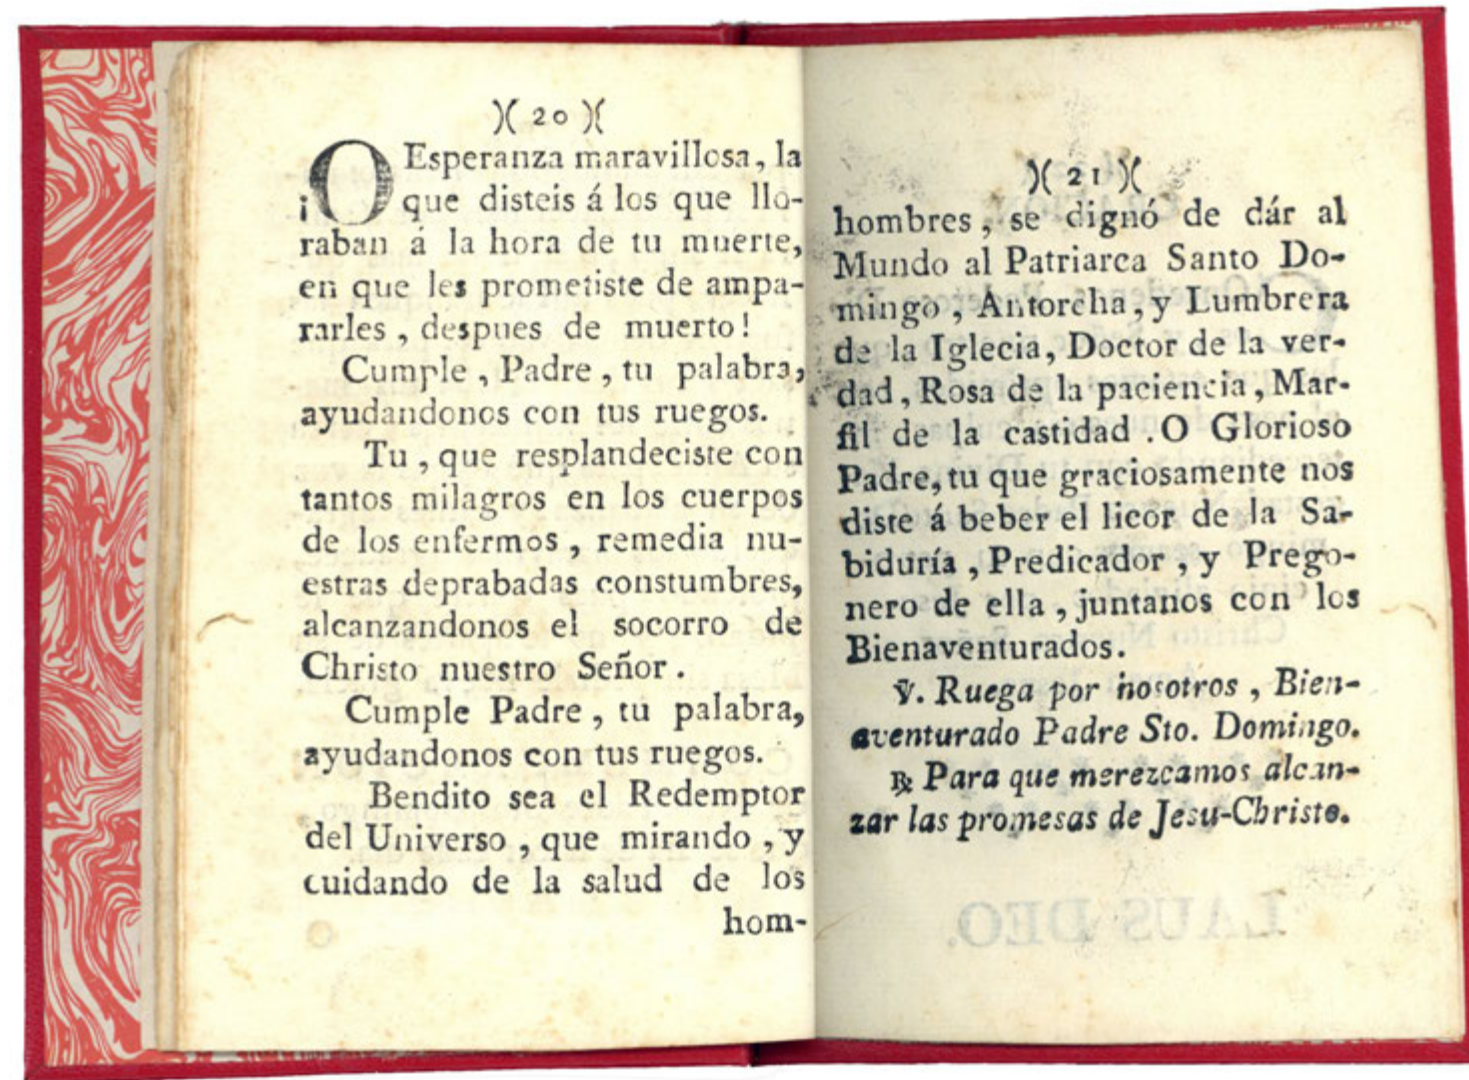 )( 20 )(
¡O Esperanza maravillosa, la
que disteis á los que llo-
raban á la hora de tu muerte,
en que les prometiste de ampa-
rarles, despues de muerto!
Cumple, Padre, tu palabra,
ayudandonos con tus ruegos.
Tu, que resplandeciste con
tantos milagros en los cuerpos
de los enfermos, remedia nu-
estras deprabadas constumbres,
alcanzandonos el socorro de
Christo nuestro Señor.
Cumple Padre, tu palabra,
ayudandonos con tus ruegos.
Bendito sea el Redemptor
del Universo, que mirando, y
cuidando de la salud de los
hom-
)( 21 )(
hombres, se dignó de dár al
Mundo al Patriarca Santo Do-
mingo, Antorcha, y Lumbrera
de la Iglecia, Doctor de la ver-
dad, Rosa de la paciencia, Mar-
fil de la castidad. O Glorioso
Padre, tu que graciosamente nos
diste á beber el licor de la Sa-
biduría, Predicador, y Prego-
nero de ella, juntanos con los
Bienaventurados.
℣. Ruega por nosotros, Bien-
aventurado Padre Sto. Domingo.
℟ Para que merezcamos alcan-
zar las promesas de Jesu-Christo.
LAUS DEO.